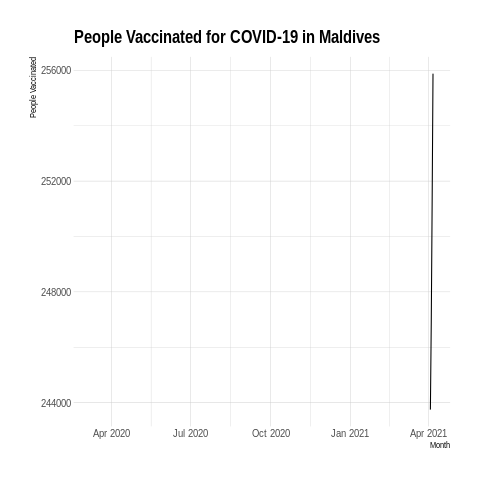 People Vaccinated for COVID-19 in Maldives
People Vaccinated
256000
252000
248000
244000
Apr 2020 Jul 2020 Oct 2020 Jan 2021 Apr 2021
Month